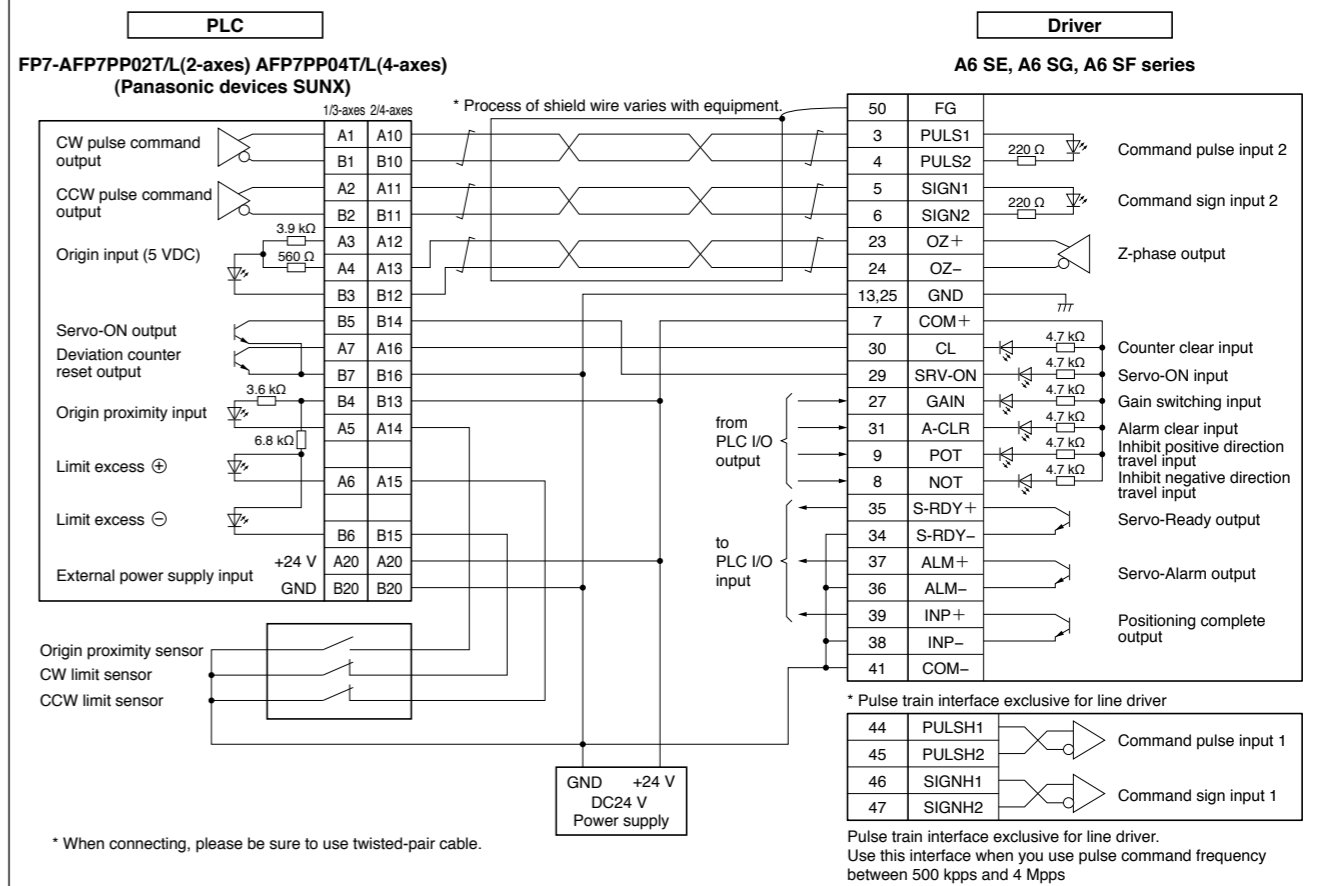 PLC
FP7-AFP7PP02T/L(2-axes) AFP7PP04T/L(4-axes)
(Panasonic devices SUNX)
1/3-axes 2/4-axes
* Process of shield wire varies with equipment.
CW pulse command
output
A1 A10
B1 B10
CCW pulse command
output
A2 A11
B2 B11
Origin input (5 VDC)
3.9 kΩ
560 Ω
A3 A12
A4 A13
B3 B12
Servo-ON output
B5 B14
Deviation counter
reset output
A7 A16
B7 B16
Origin proximity input
3.6 kΩ
6.8 kΩ
B4 B13
A5 A14
Limit excess ⊕
A6 A15
Limit excess ⊖
B6 B15
External power supply input
+24 V A20 A20
GND B20 B20
Origin proximity sensor
CW limit sensor
CCW limit sensor
GND +24 V
DC24 V
Power supply
* When connecting, please be sure to use twisted-pair cable.
Driver
A6 SE, A6 SG, A6 SF series
50 FG
3 PULS1
4 PULS2
220 Ω
Command pulse input 2
5 SIGN1
6 SIGN2
220 Ω
Command sign input 2
23 OZ+
24 OZ−
Z-phase output
13,25 GND
7 COM+
30 CL 4.7 kΩ Counter clear input
29 SRV-ON 4.7 kΩ Servo-ON input
from
PLC I/O
output
27 GAIN 4.7 kΩ Gain switching input
31 A-CLR 4.7 kΩ Alarm clear input
9 POT 4.7 kΩ Inhibit positive direction
travel input
8 NOT 4.7 kΩ Inhibit negative direction
travel input
to
PLC I/O
input
35 S-RDY+
34 S-RDY−
Servo-Ready output
37 ALM+
36 ALM−
Servo-Alarm output
39 INP+
38 INP−
Positioning complete
output
41 COM−
* Pulse train interface exclusive for line driver
44 PULSH1
45 PULSH2
Command pulse input 1
46 SIGNH1
47 SIGNH2
Command sign input 1
Pulse train interface exclusive for line driver.
Use this interface when you use pulse command frequency
between 500 kpps and 4 Mpps